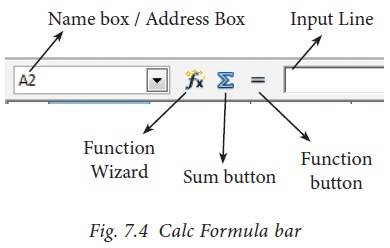 Name box / Address Box
Input Line
A2
fx Σ =
Function
Wizard
Sum button
Function
button
Fig. 7.4 Calc Formula bar